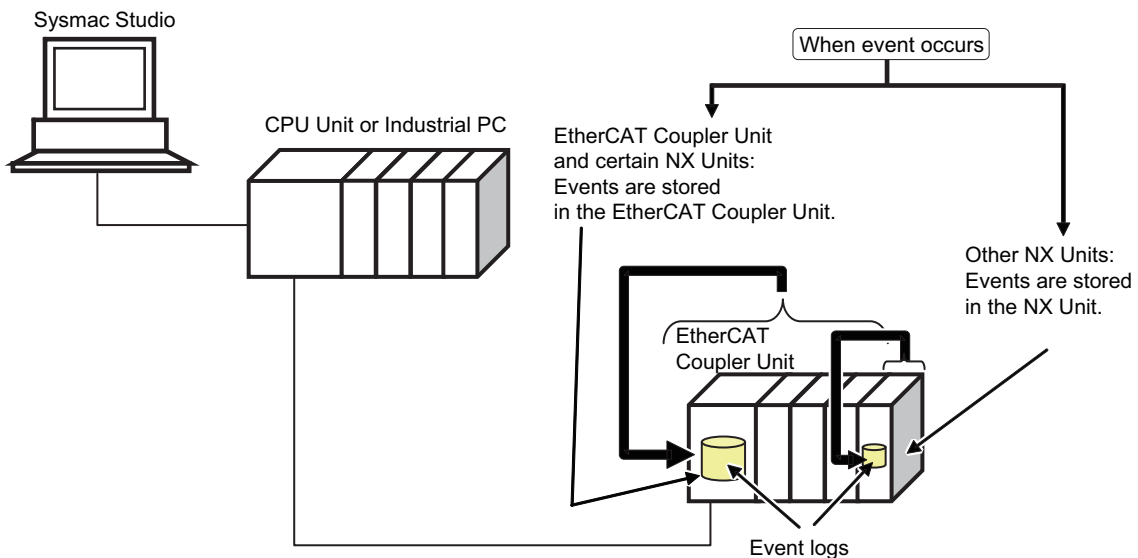 Sysmac Studio
When event occurs
CPU Unit or Industrial PC
EtherCAT Coupler Unit
and certain NX Units:
Events are stored
in the EtherCAT Coupler Unit.
Other NX Units:
Events are stored
in the NX Unit.
EtherCAT
Coupler Unit
Event logs